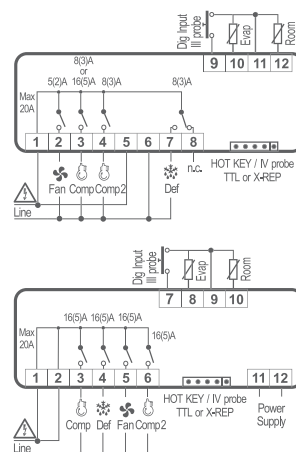 Dig Input
III probe
Evap
Room
8(3)A
or
5(2)A 16(5)A 8(3)A 8(3)A
9 10 11 12
Max
20A
1 2 3 4 5 6 7 8
HOT KEY / IV probe
TTL or X-REP
Fan Comp Comp2 Def n.c.
Line
Dig Input
III probe
Evap
Room
7 8 9 10
16(5)A 16(5)A 16(5)A
16(5)A
Max
20A
1 2 3 4 5 6 11 12
HOT KEY / IV probe
TTL or X-REP
Power
Supply
Comp Def Fan Comp2
Line